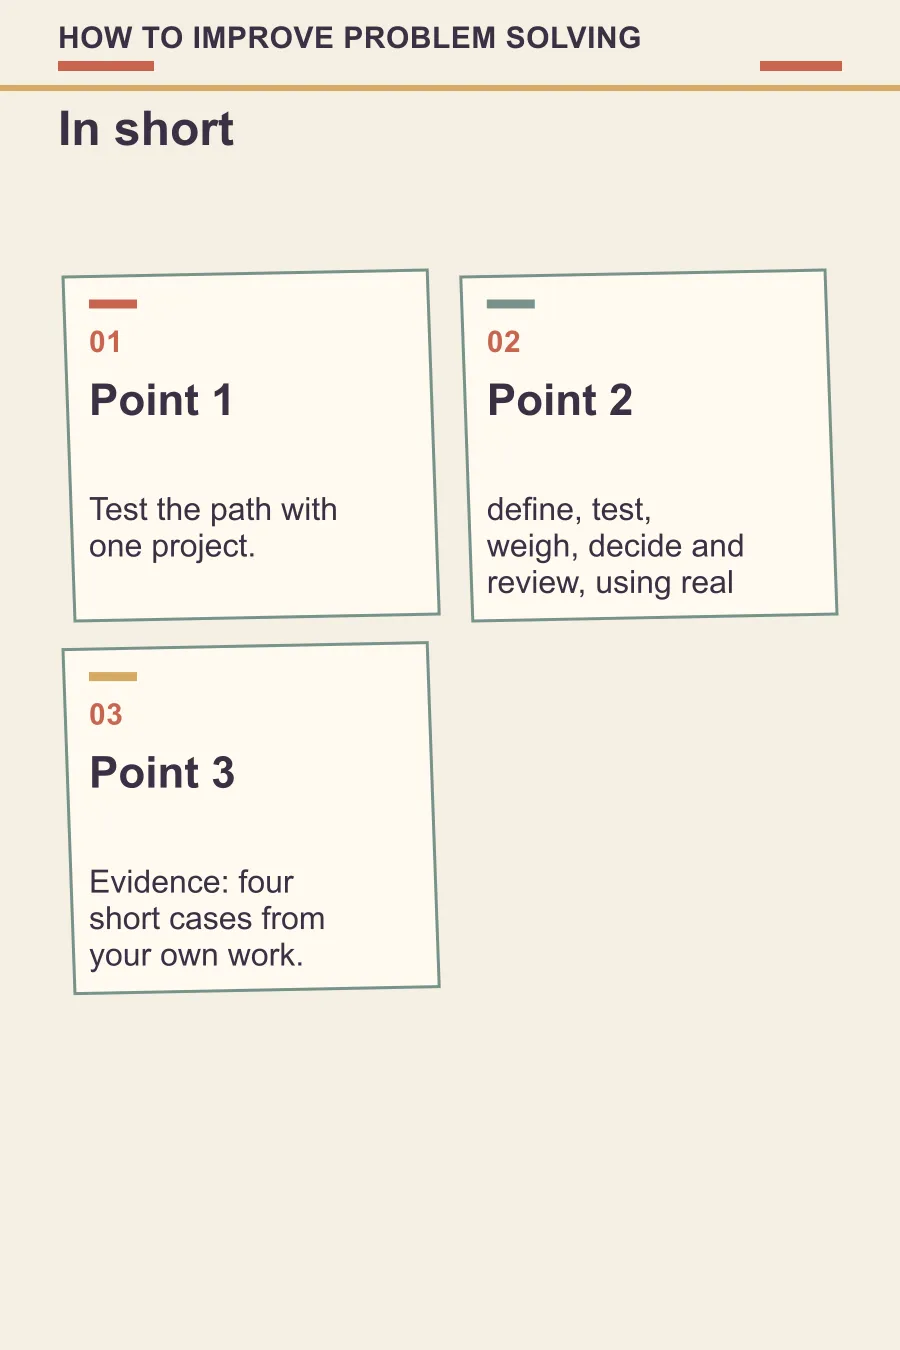 HOW TO IMPROVE PROBLEM SOLVING
In short
01
Point 1
Test the path with
one project.
02
Point 2
define, test,
weigh, decide and
review, using real
03
Point 3
Evidence: four
short cases from
your own work.